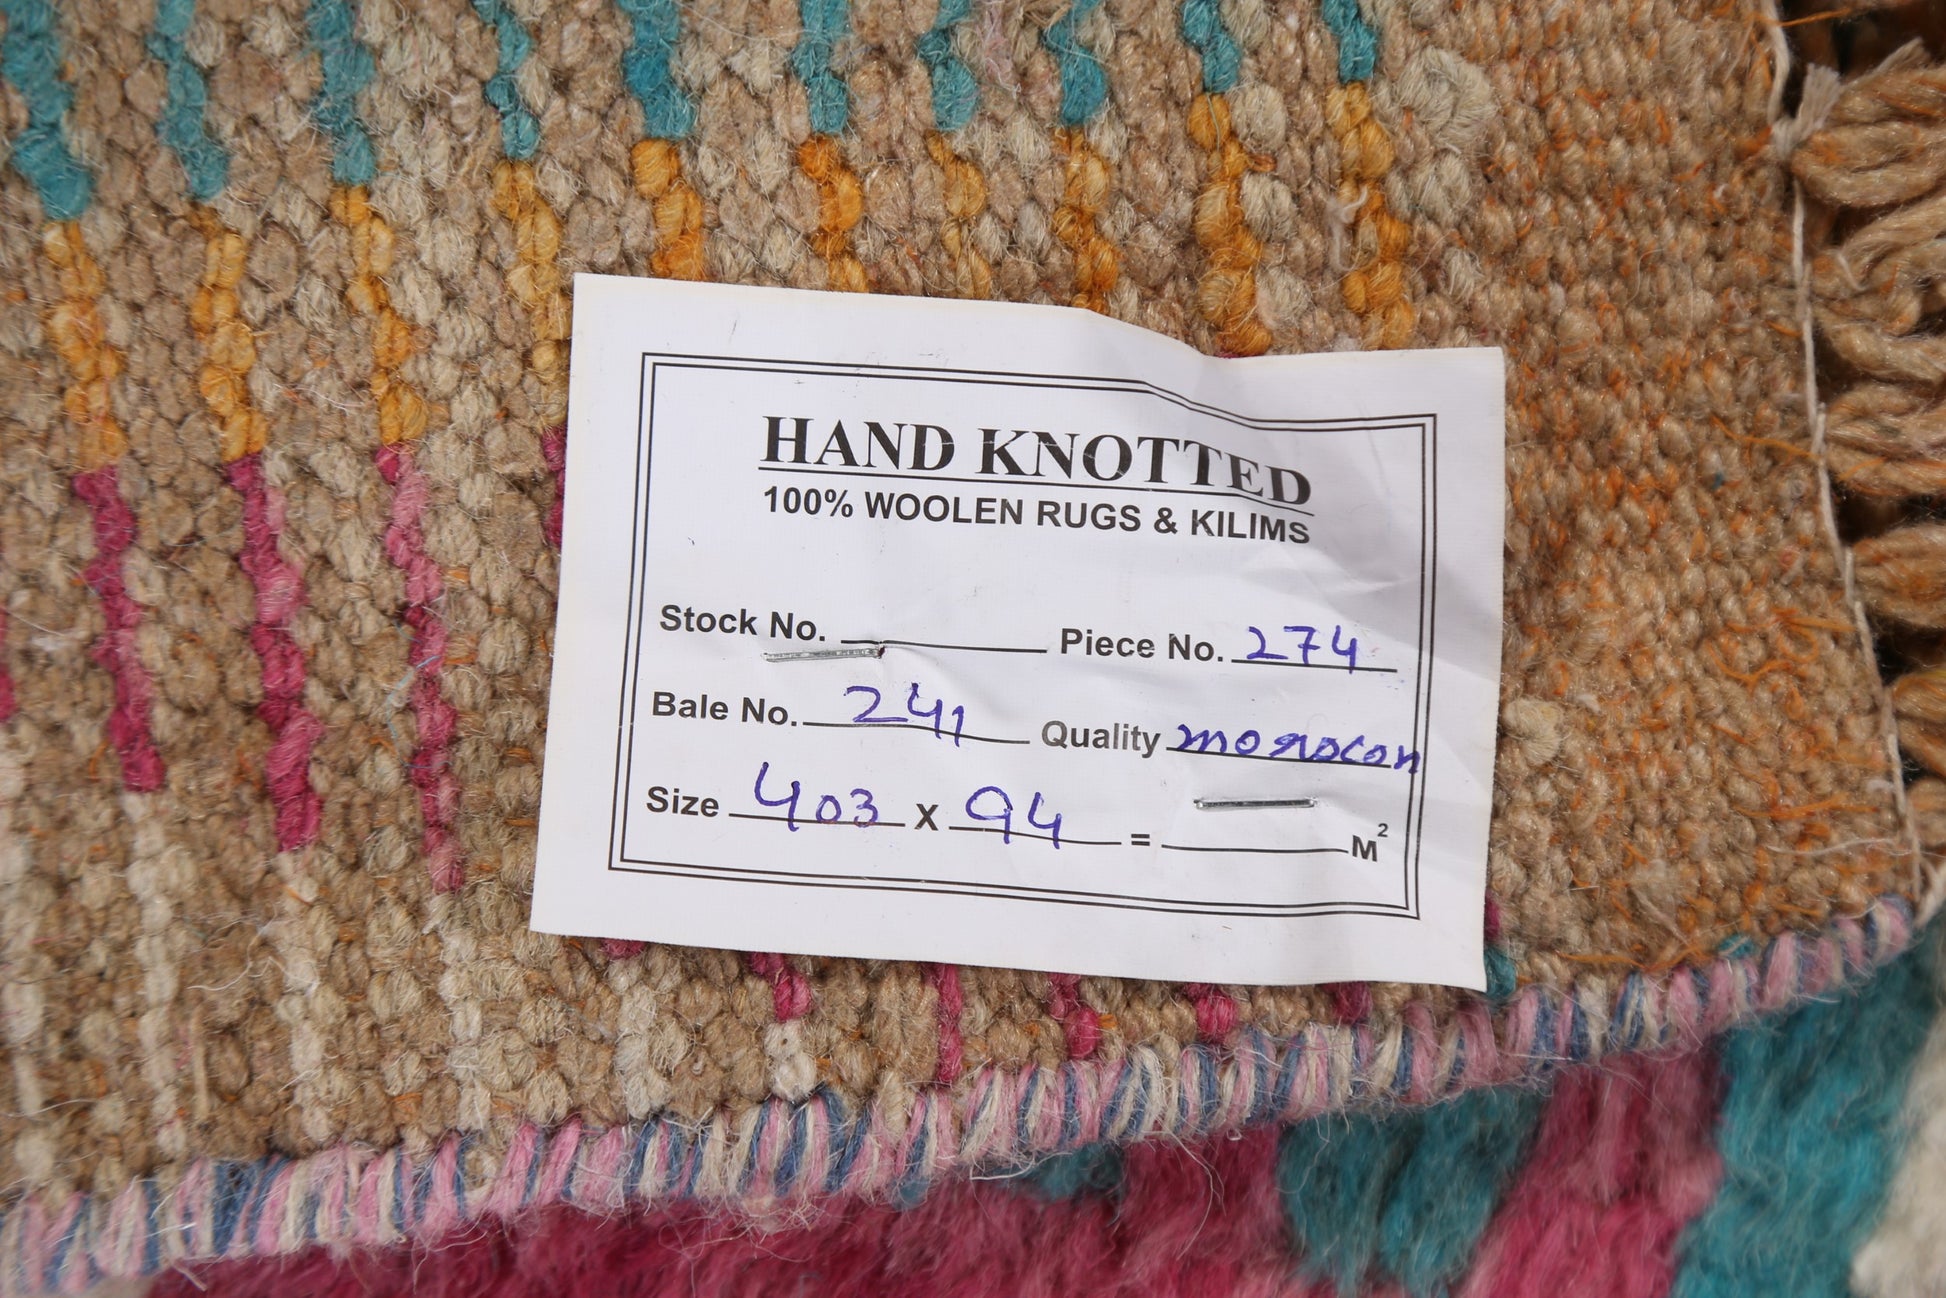 HAND KNOTTED
100% WOOLEN RUGS & KILIMS
Stock No. Piece No. 274
Bale No. 241 Quality morocon
Size 403 X 94 = M²